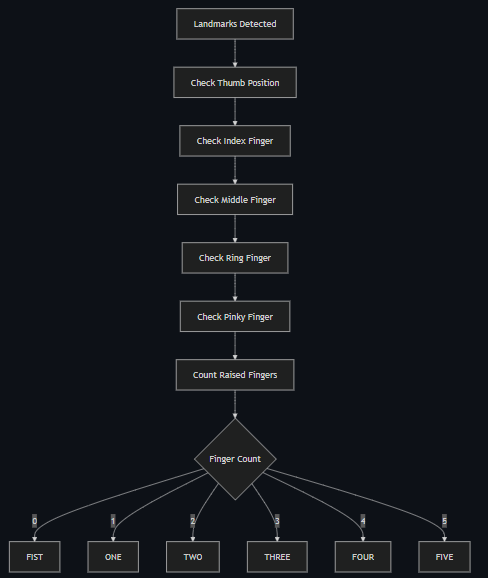 Landmarks Detected
Check Thumb Position
Check Index Finger
Check Middle Finger
Check Ring Finger
Check Pinky Finger
Count Raised Fingers
Finger Count
0 1 2 3 4 5
FIST ONE TWO THREE FOUR FIVE